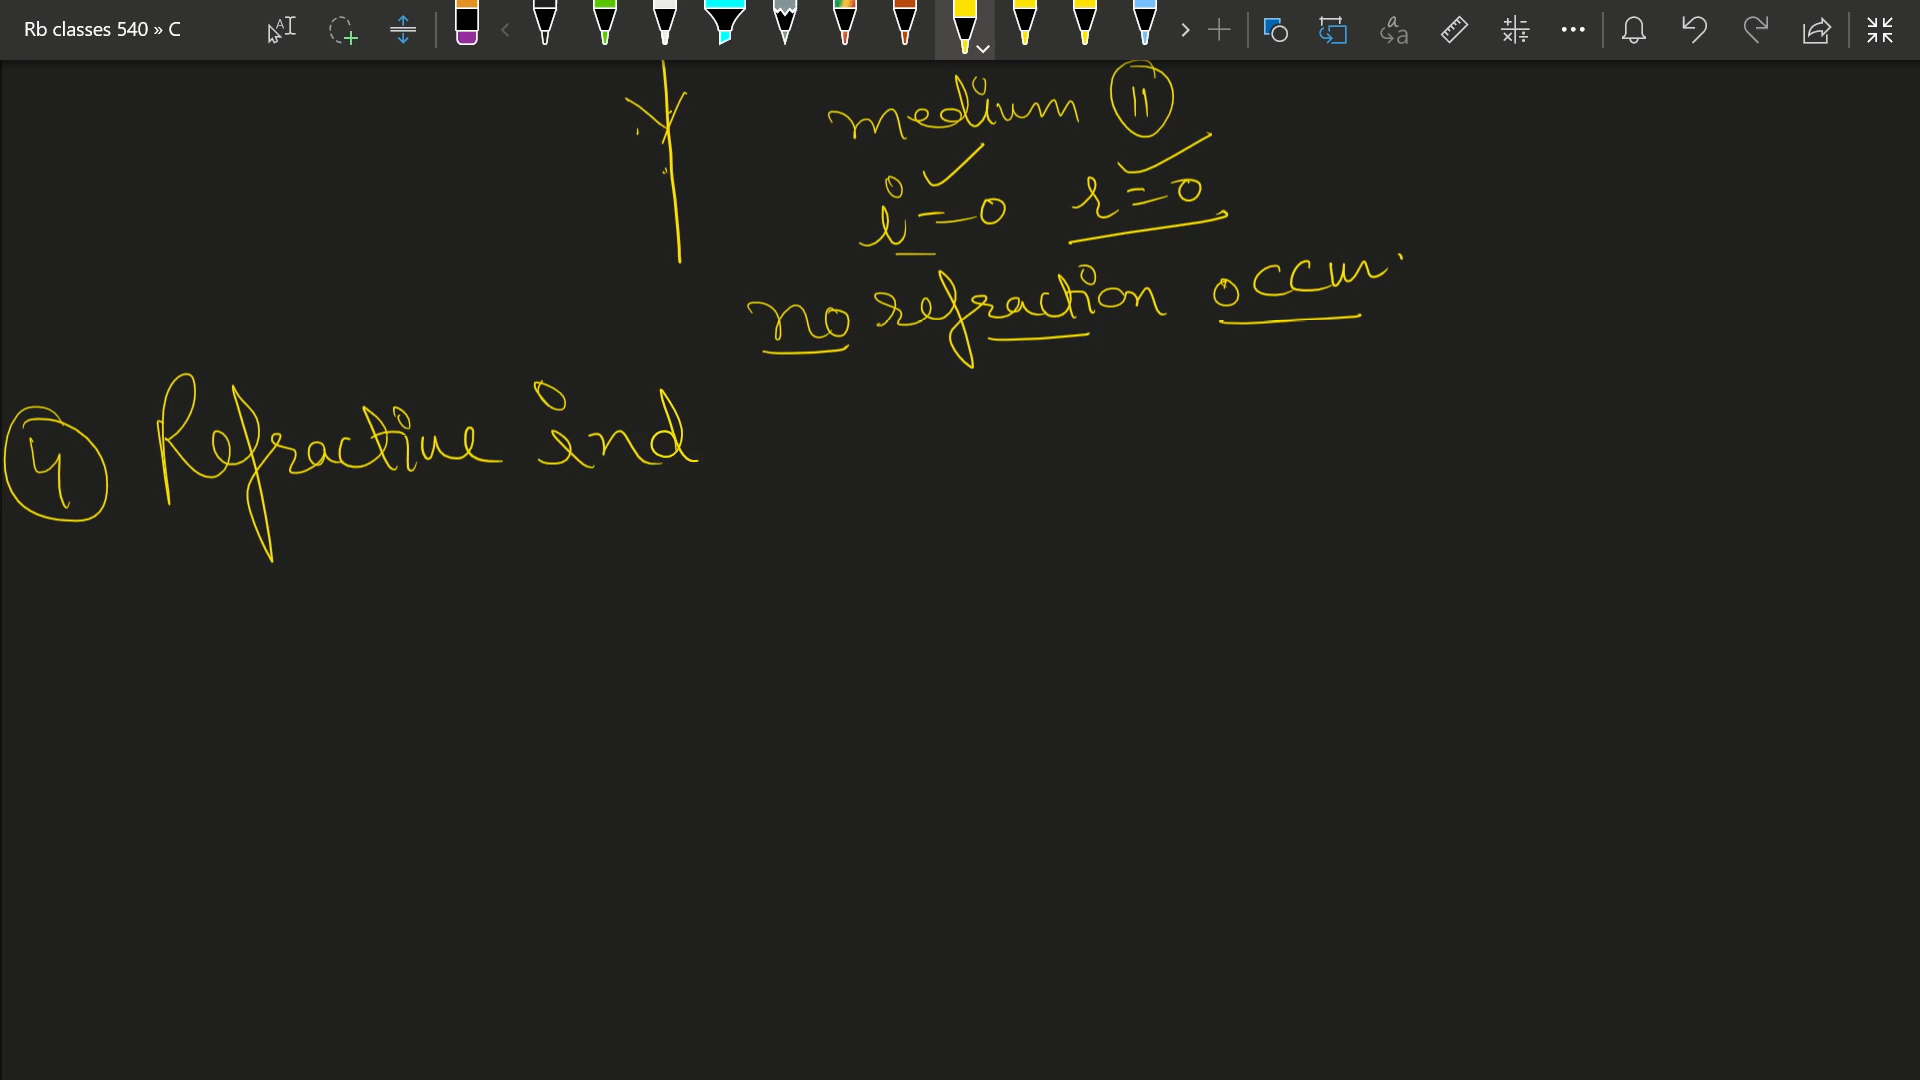 Rb classes 540 » C
medium II
i=0 r=0
no refraction occur.
4 Refractive ind